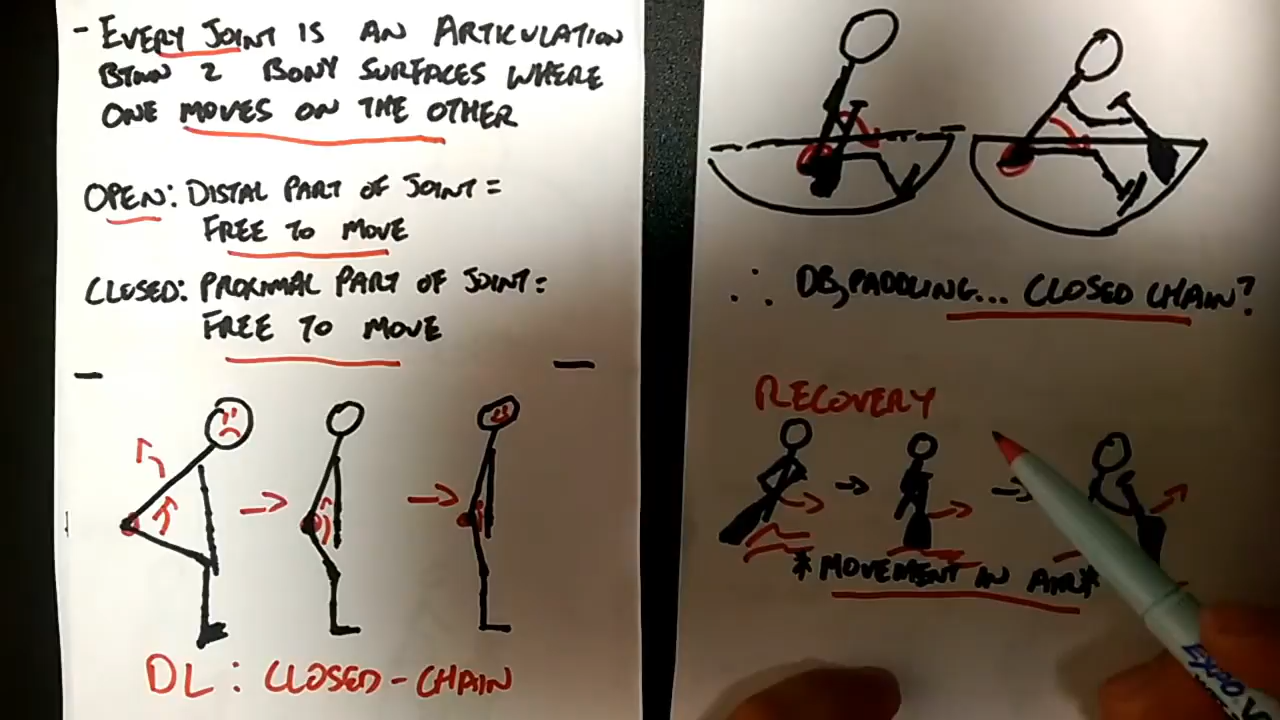 - EVERY JOINT IS AN ARTICULATION
BTWN 2 BONY SURFACES WHERE
ONE MOVES ON THE OTHER
OPEN: DISTAL PART OF JOINT =
FREE TO MOVE
CLOSED: PROXIMAL PART OF JOINT =
FREE TO MOVE
DL: CLOSED-CHAIN
∴ DB, PADDLING... CLOSED CHAIN?
RECOVERY
* MOVEMENT IN AIR *
EXPO